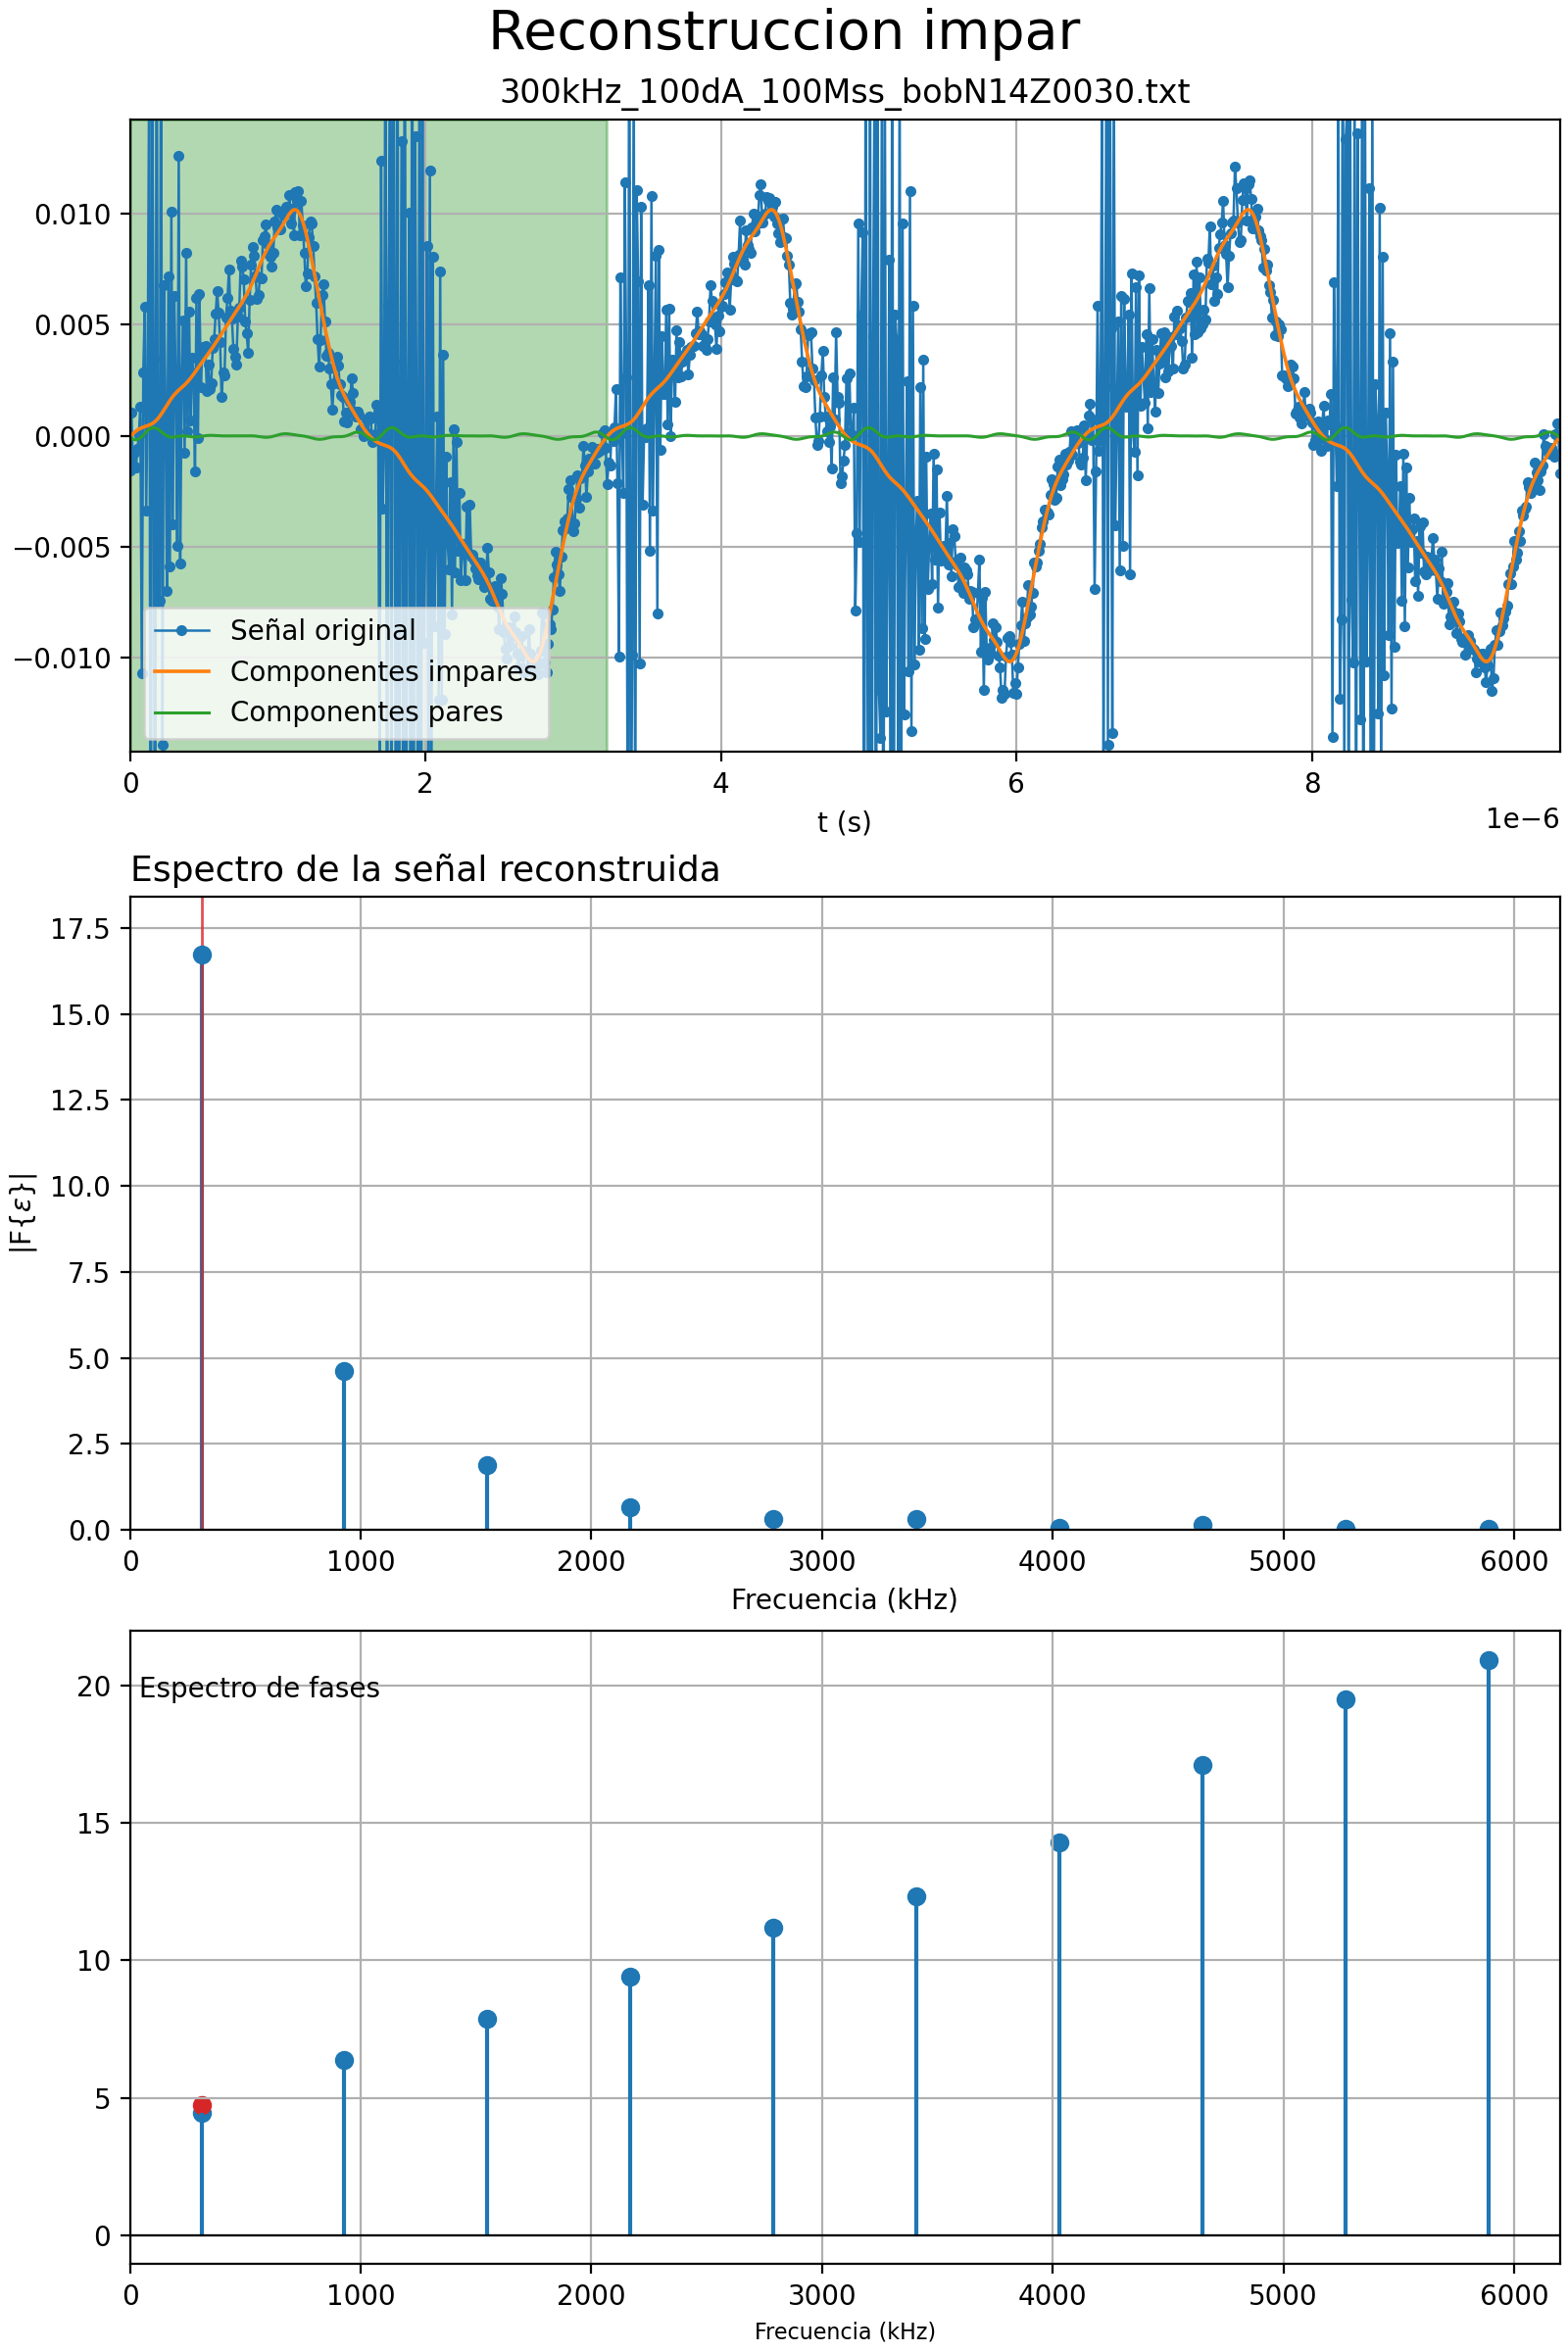 Reconstruccion impar
300kHz_100dA_100Mss_bobN14Z0030.txt
0.010
0.005
0.000
−0.005
−0.010
Señal original
Componentes impares
Componentes pares
0 2 4 6 8
1e−6
t (s)
Espectro de la señal reconstruida
17.5
15.0
12.5
10.0
7.5
5.0
2.5
0.0
|F{ε}|
0 1000 2000 3000 4000 5000 6000
Frecuencia (kHz)
Espectro de fases
20
15
10
5
0
0 1000 2000 3000 4000 5000 6000
Frecuencia (kHz)